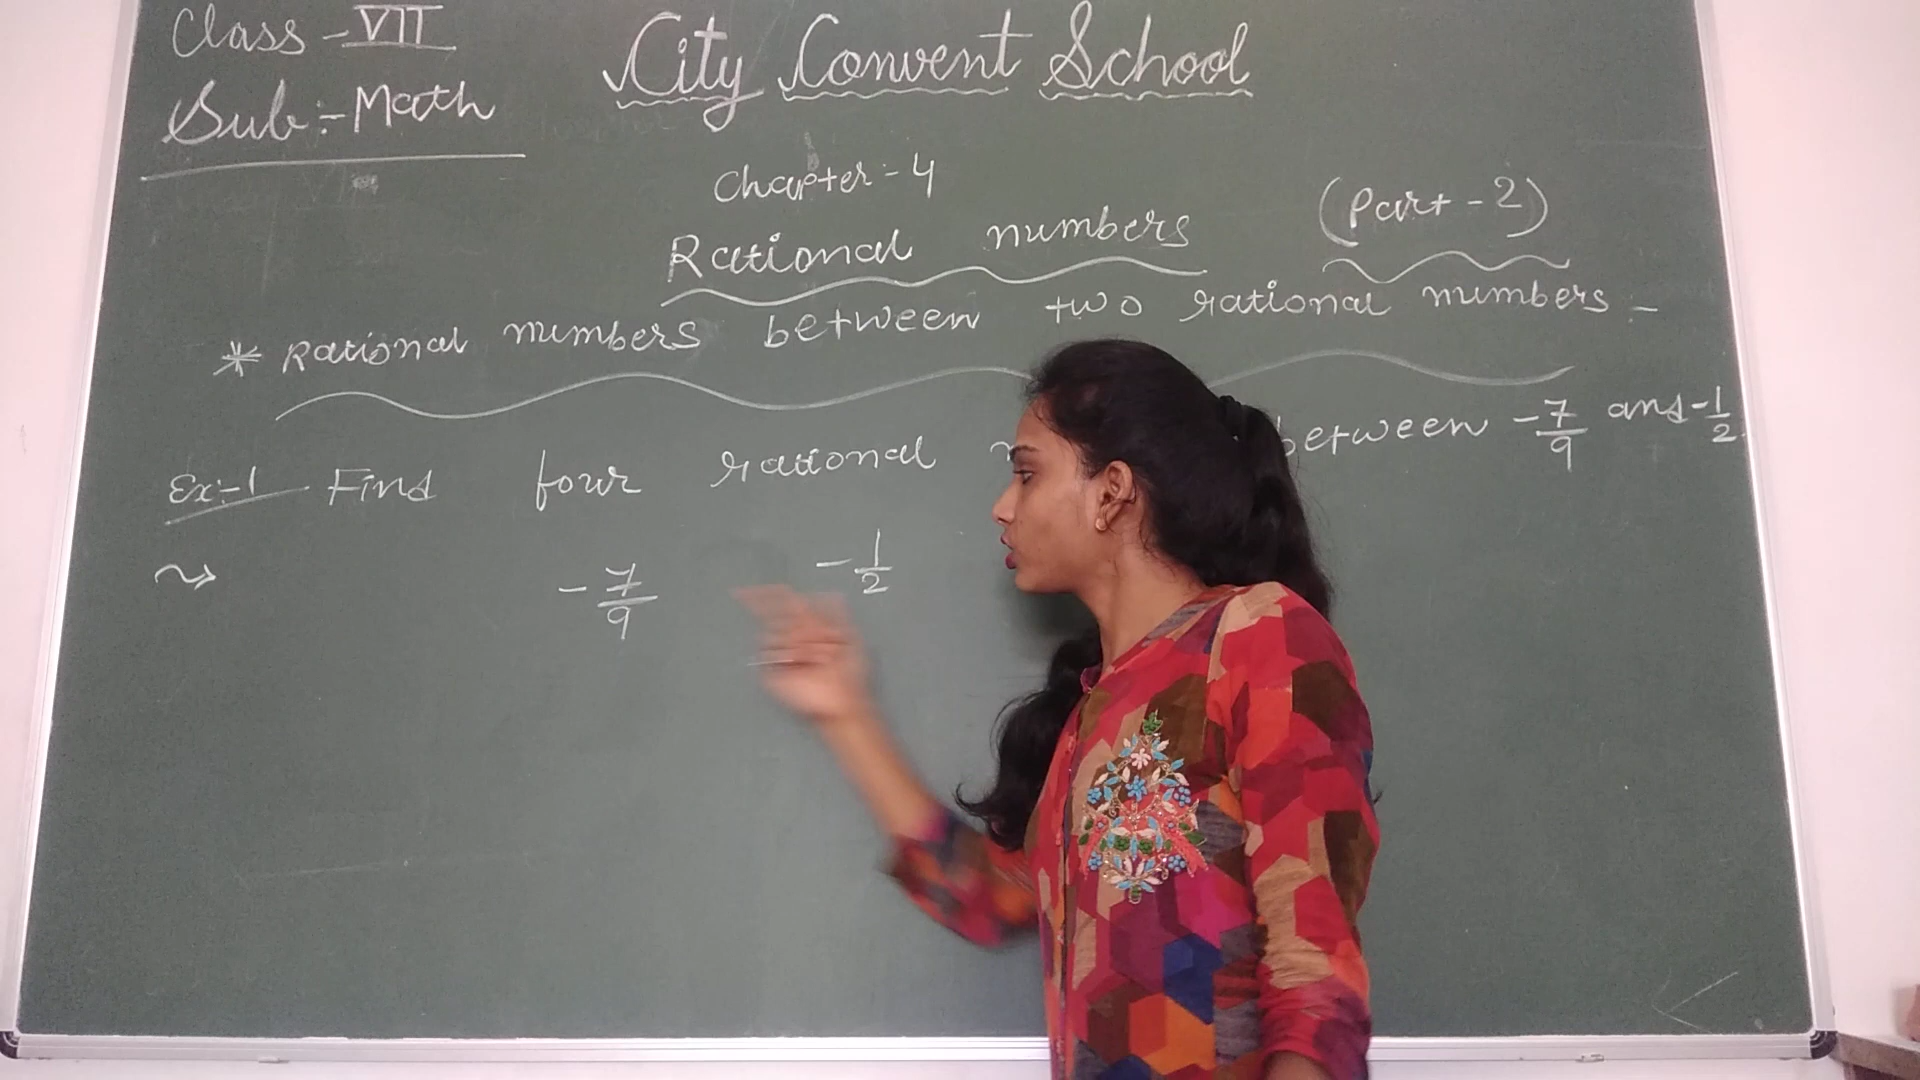 Class - VII
Sub:- Math
City Convent School
Chapter - 4
Rational numbers (Part - 2)
* Rational numbers between two rational numbers -
Ex:-1 Find four rational between -7/9 and -1/2.
-7/9 -1/2